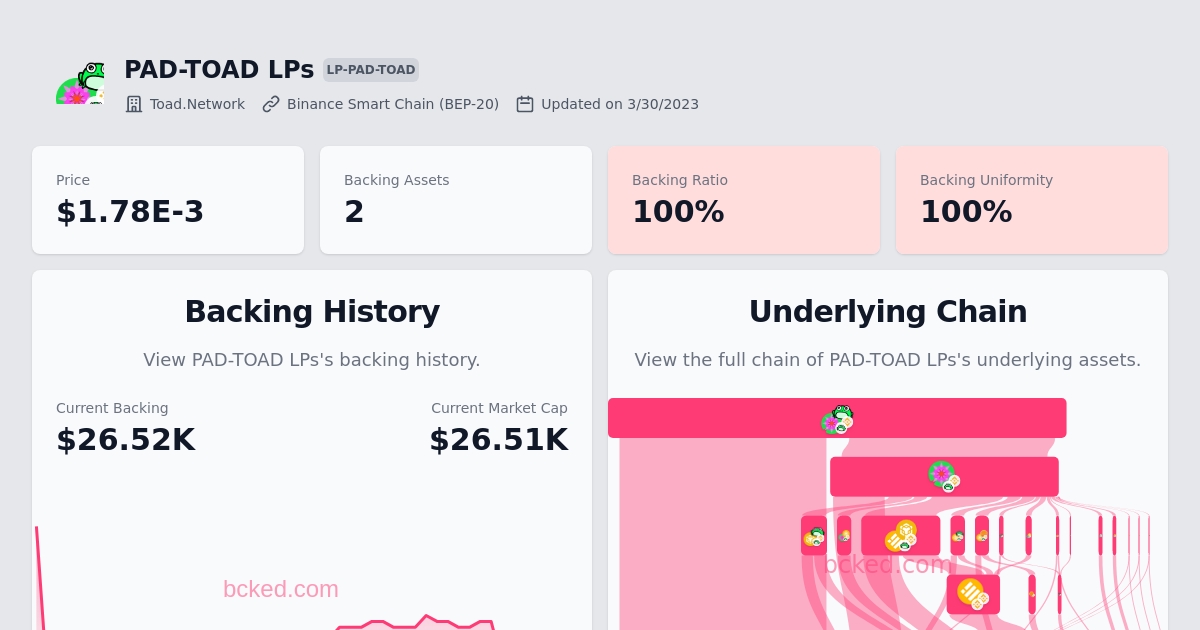 PAD-TOAD LPs LP-PAD-TOAD
Toad.Network Binance Smart Chain (BEP-20) Updated on 3/30/2023
Price
$1.78E-3
Backing Assets
2
Backing Ratio
100%
Backing Uniformity
100%
Backing History
View PAD-TOAD LPs's backing history.
Current Backing
$26.52K
Current Market Cap
$26.51K
bcked.com
Underlying Chain
View the full chain of PAD-TOAD LPs's underlying assets.
bcked.com